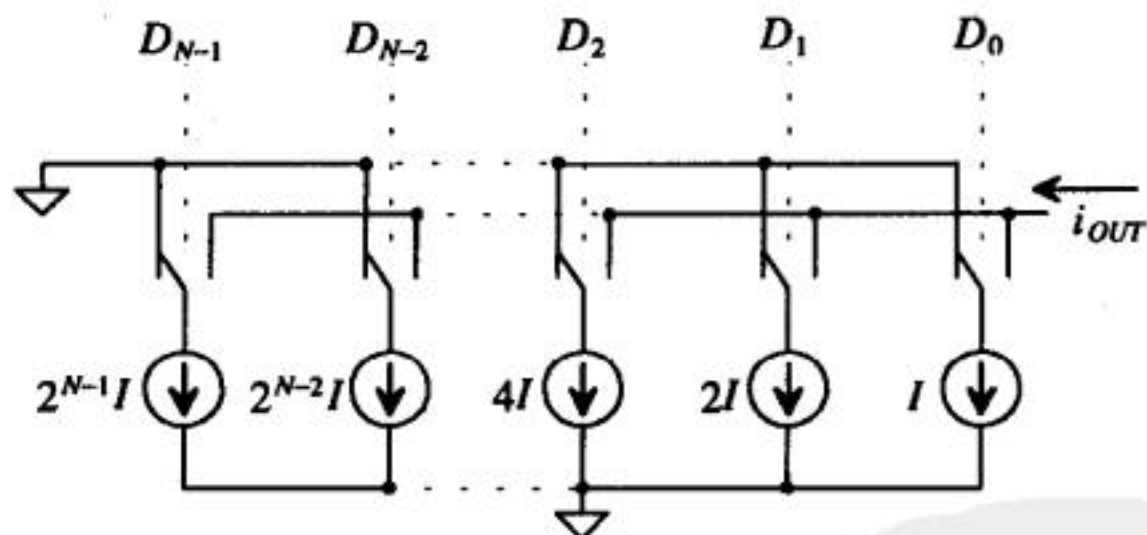 D_{N-1} D_{N-2} D_2 D_1 D_0
i_{OUT}
2^{N-1}I 2^{N-2}I 4I 2I I